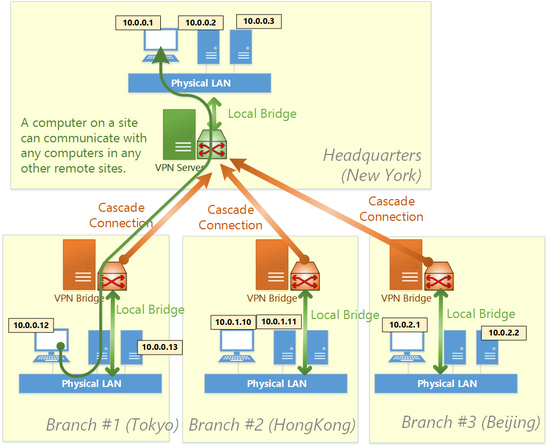 10.0.0.1
10.0.0.2
10.0.0.3
Physical LAN
Local Bridge
A computer on a site
can communicate with
any computers in any
other remote sites.
VPN Server
Headquarters
(New York)
Cascade
Connection
Cascade
Connection
Cascade
Connection
VPN Bridge
Local Bridge
10.0.0.12
10.0.0.13
Physical LAN
Branch #1 (Tokyo)
VPN Bridge
Local Bridge
10.0.1.10
10.0.1.11
Physical LAN
Branch #2 (HongKong)
VPN Bridge
Local Bridge
10.0.2.1
10.0.2.2
Physical LAN
Branch #3 (Beijing)